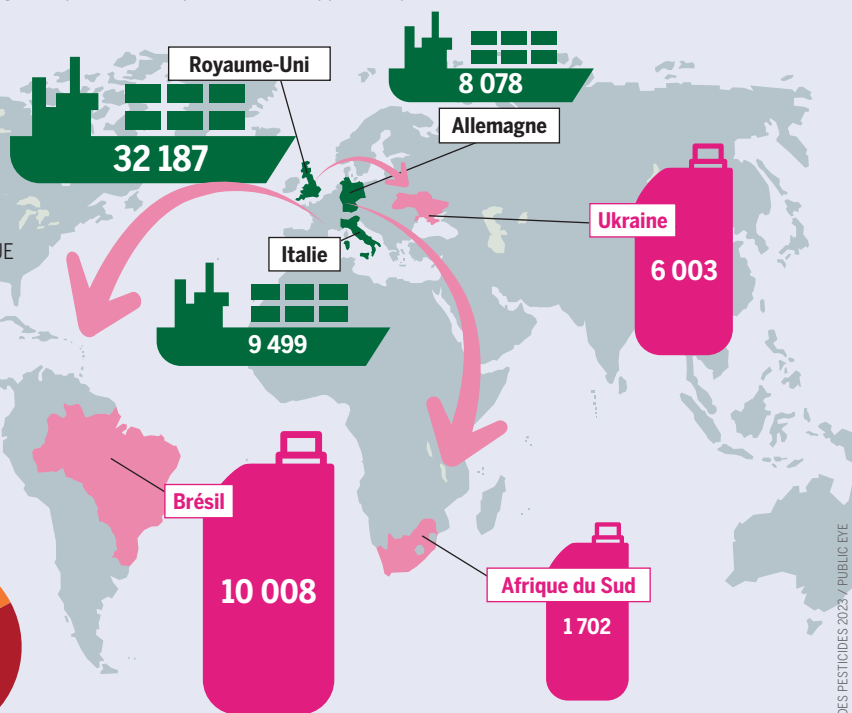 Royaume-Uni
8 078
Allemagne
32 187
Ukraine
Italie
6 003
9 499
Brésil
10 008
Afrique du Sud
1 702
DES PESTICIDES 2023 / PUBLIC EYE